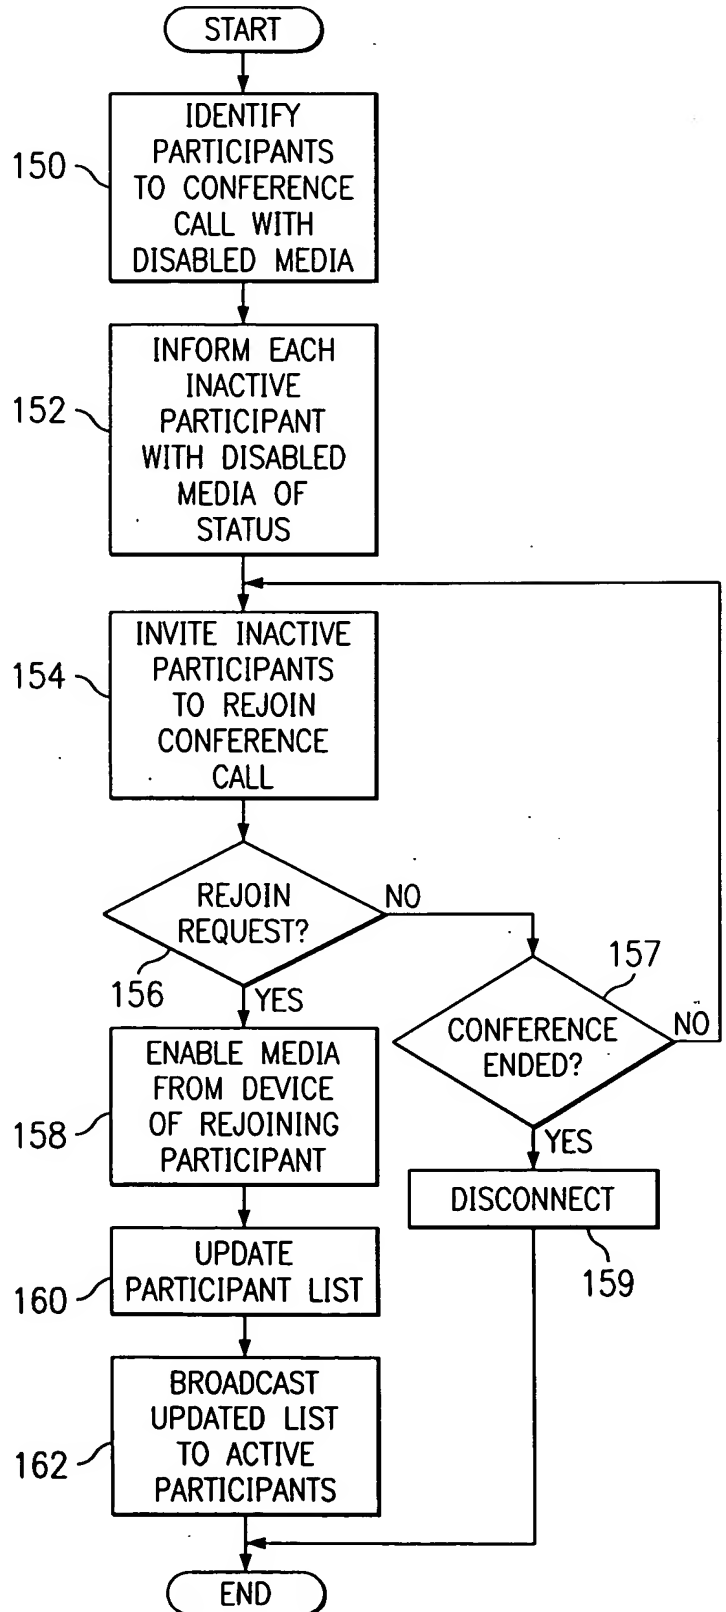 START
IDENTIFY
PARTICIPANTS
TO CONFERENCE
CALL WITH
DISABLED MEDIA
150
INFORM EACH
INACTIVE
PARTICIPANT
WITH DISABLED
MEDIA OF
STATUS
152
INVITE INACTIVE
PARTICIPANTS
TO REJOIN
CONFERENCE
CALL
154
REJOIN
REQUEST?
NO
156
YES
157
CONFERENCE
ENDED?
NO
YES
ENABLE MEDIA
FROM DEVICE
OF REJOINING
PARTICIPANT
158
DISCONNECT
159
UPDATE
PARTICIPANT LIST
160
BROADCAST
UPDATED LIST
TO ACTIVE
PARTICIPANTS
162
END